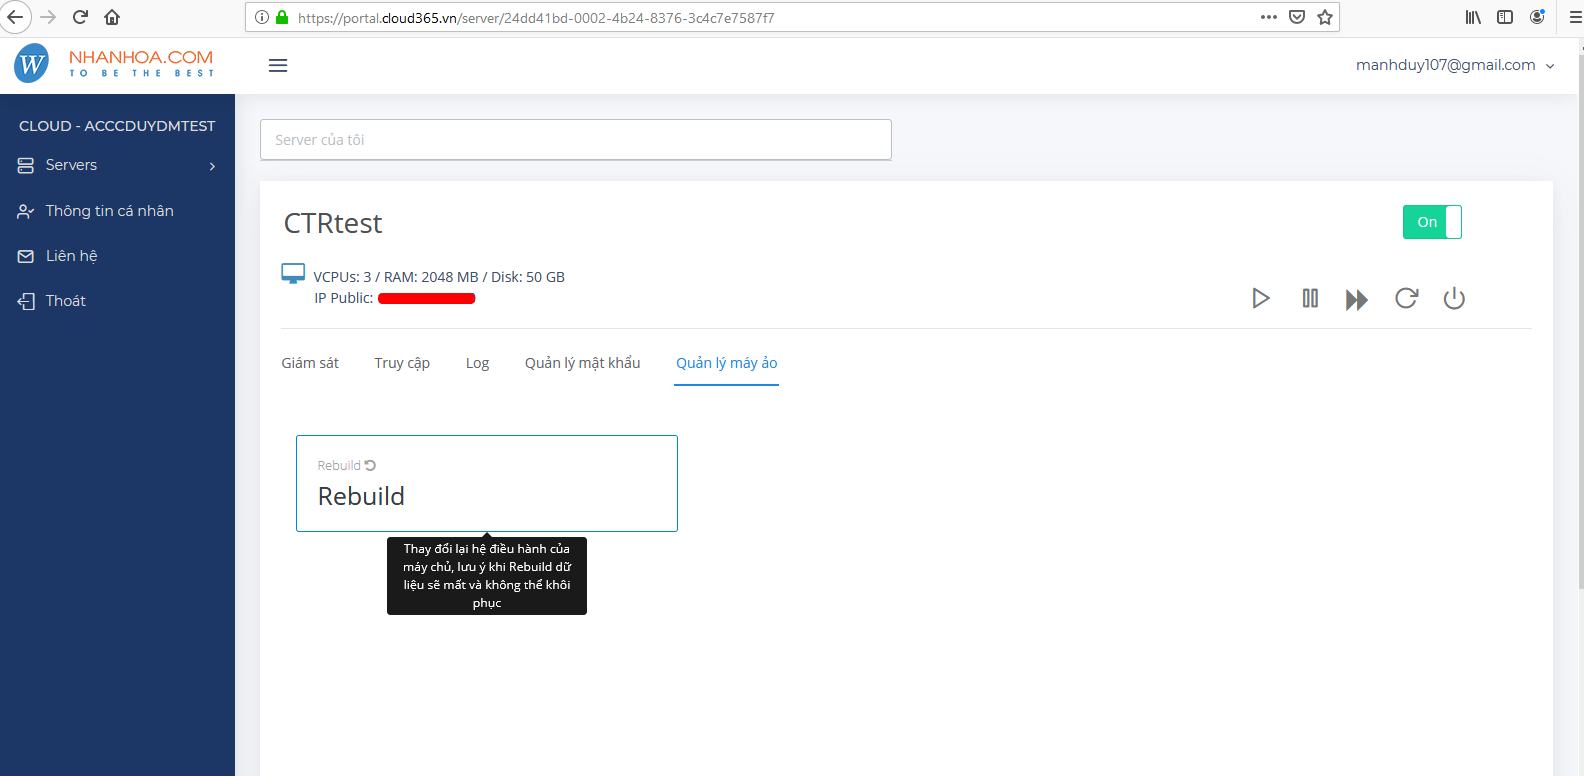 https://portal.cloud365.vn/server/24dd41bd-0002-4b24-8376-3c4c7e7587f7
W
NHANHOA.COM
TO BE THE BEST
manhduy107@gmail.com
CLOUD - ACCCDUYDMTEST
Servers
Thông tin cá nhân
Liên hệ
Thoát
Server của tôi
CTRtest
On
VCPUs: 3 / RAM: 2048 MB / Disk: 50 GB
IP Public:
Giám sát
Truy cập
Log
Quản lý mật khẩu
Quản lý máy ảo
Rebuild
Rebuild
Thay đổi lại hệ điều hành của
máy chủ, lưu ý khi Rebuild dữ
liệu sẽ mất và không thể khôi
phục